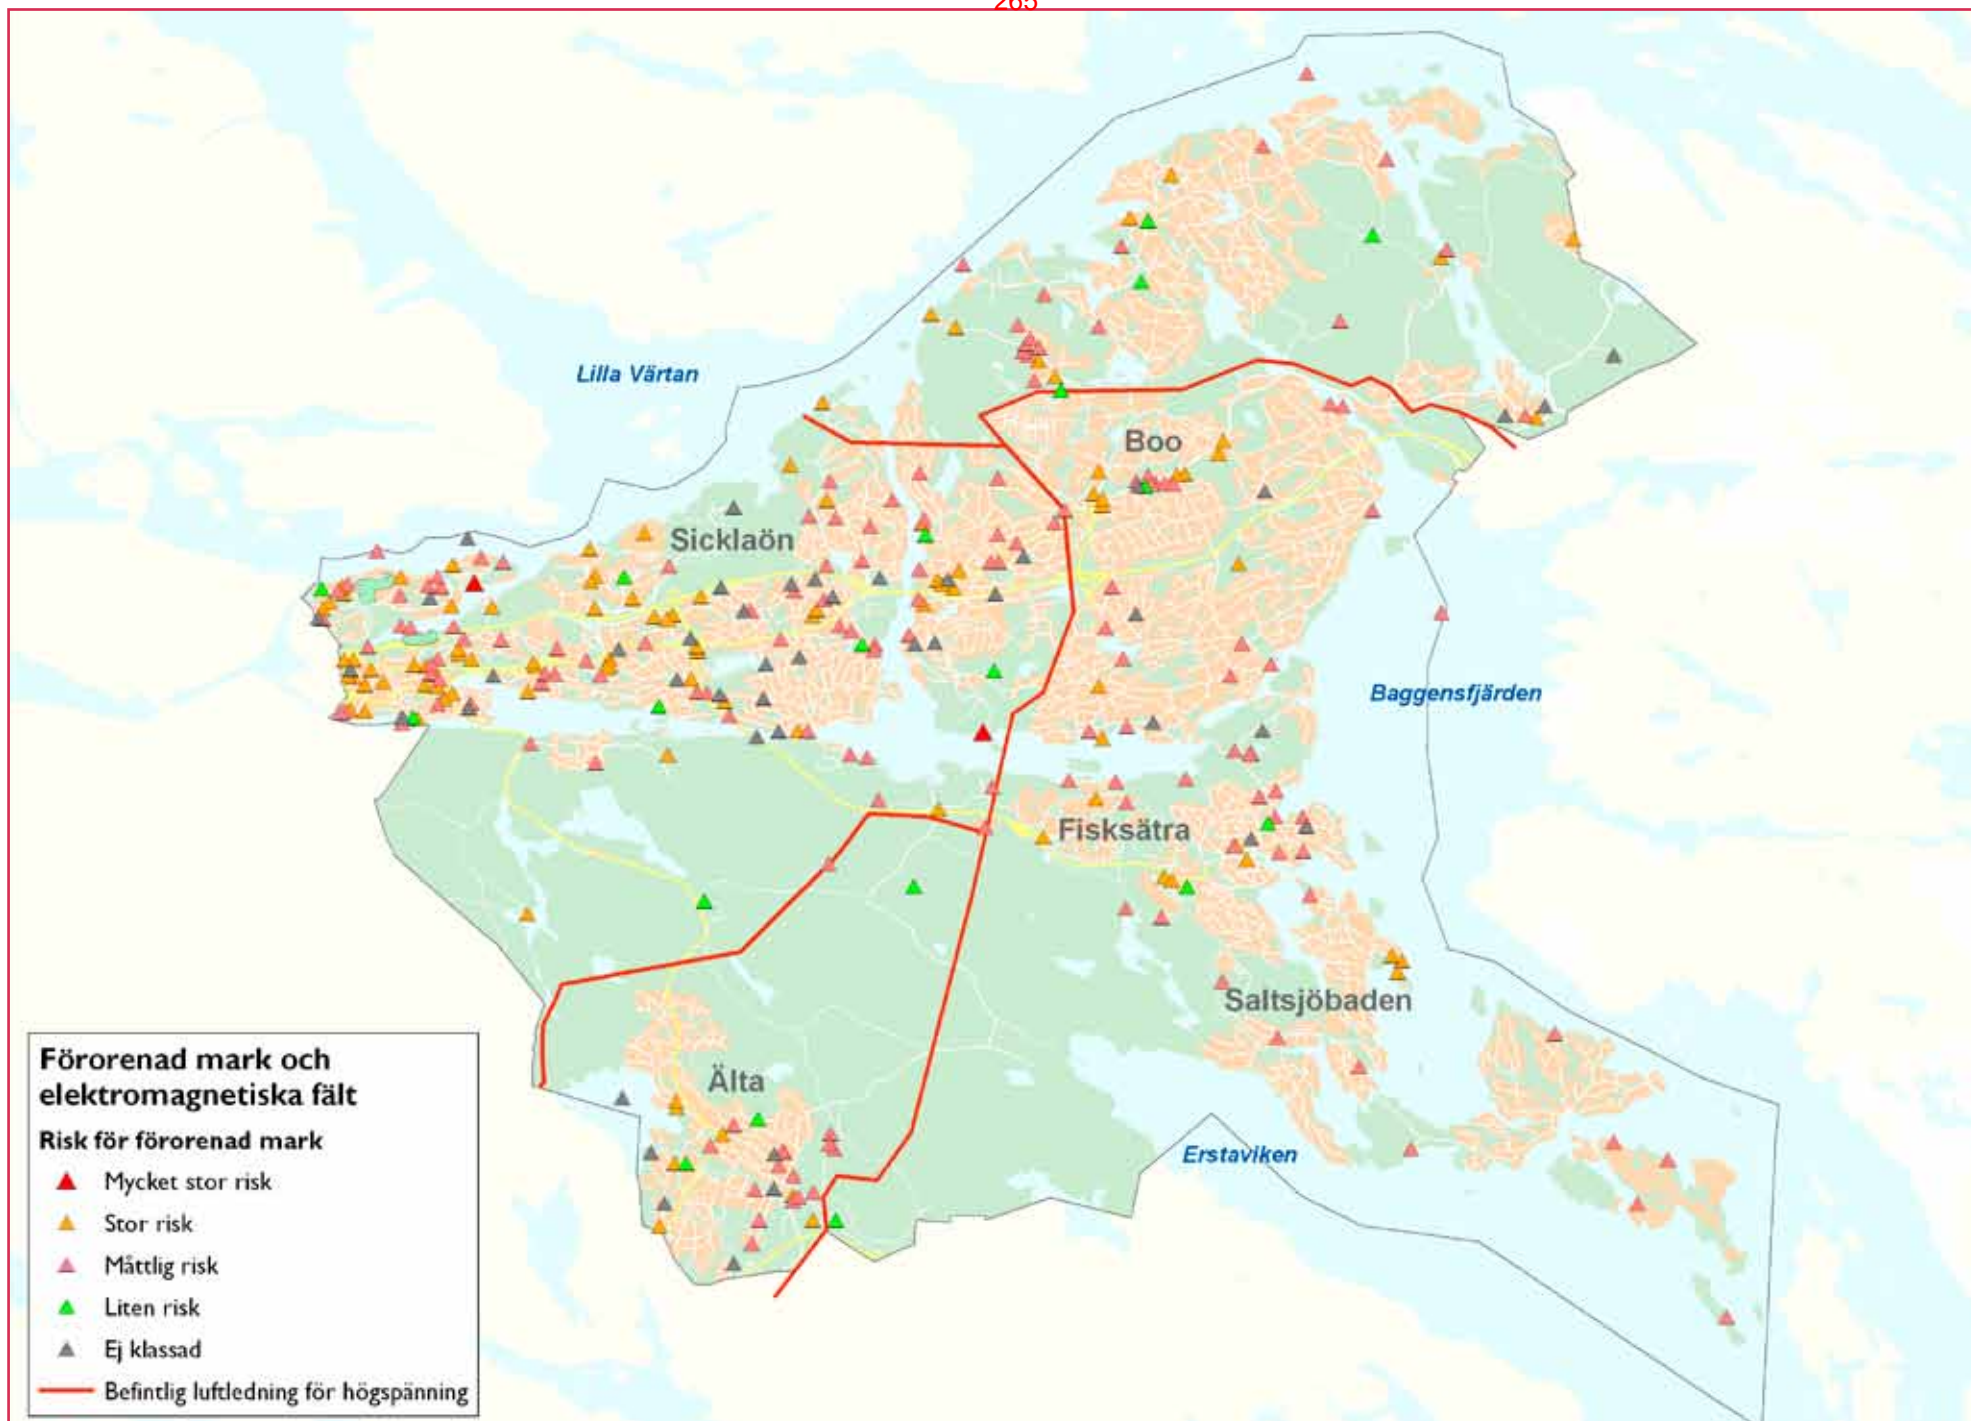 265
Lilla Värtan
Boo
Sicklaön
Baggensfjärden
Fisksätra
Saltsjöbaden
Älta
Erstaviken
Förorenad mark och
elektromagnetiska fält
Risk för förorenad mark
Mycket stor risk
Stor risk
Måttlig risk
Liten risk
Ej klassad
Befintlig luftledning för högspänning